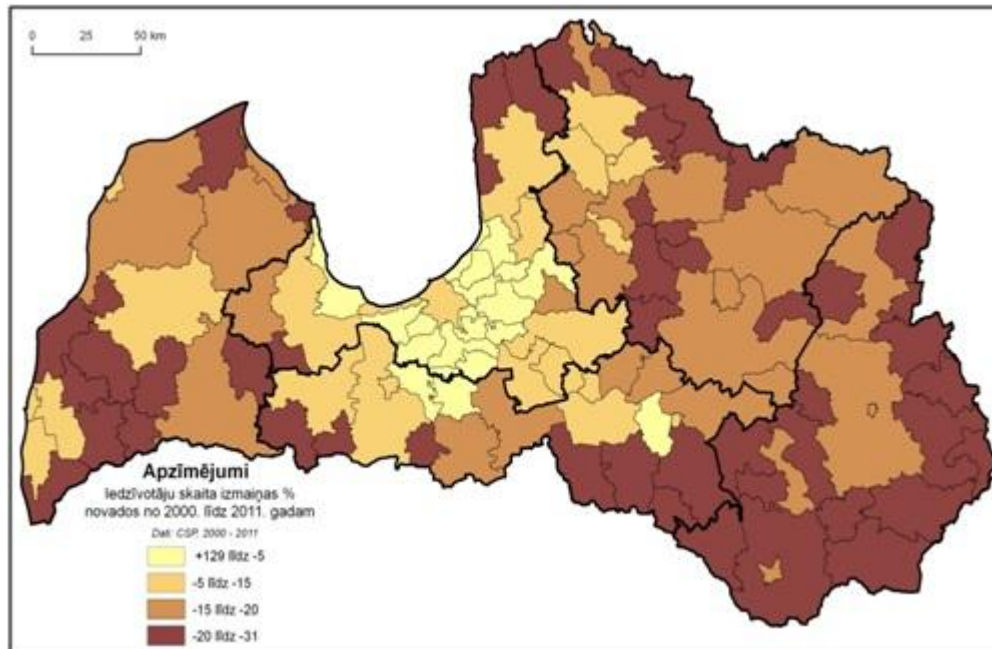 0 25 50 km
Apzīmējumi
Iedzīvotāju skaita izmaiņas %
novados no 2000. līdz 2011. gadam
Dati: CSP, 2000 - 2011
+129 līdz -5
-5 līdz -15
-15 līdz -20
-20 līdz -31